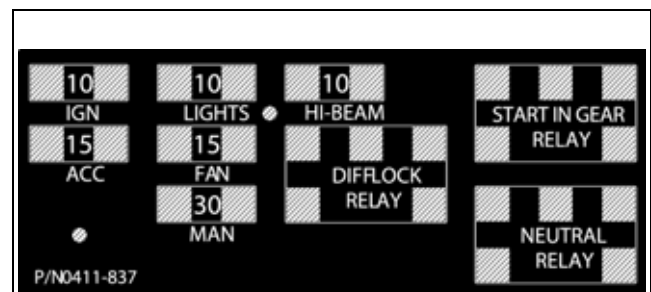 10 10 10
IGN LIGHTS HI-BEAM
15 15
ACC FAN
30
MAN
DIFFLOCK
RELAY
START IN GEAR
RELAY
NEUTRAL
RELAY
P/N0411-837